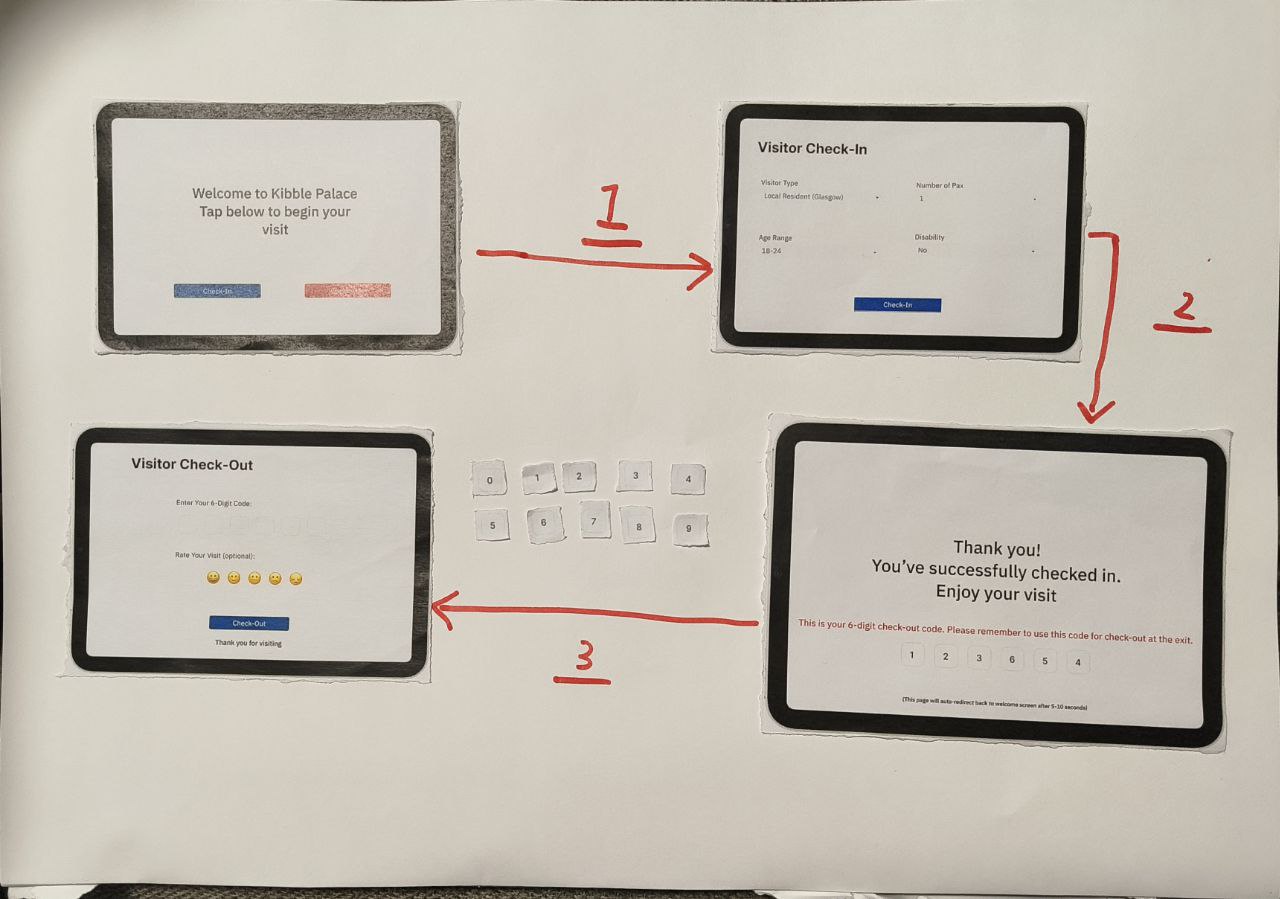 Welcome to Kibble Palace
Tap below to begin your
visit
Check-In
1
Visitor Check-In
Visitor Type
Number of Pax
Local Resident (Glasgow)
1
Age Range
Disability
18-24
No
Check-In
2
Visitor Check-Out
Enter Your 6-Digit Code:
Rate Your Visit (optional):
Check-Out
Thank you for visiting
0 1 2 3 4
5 6 7 8 9
3
Thank you!
You've successfully checked in.
Enjoy your visit
This is your 6-digit check-out code. Please remember to use this code for check-out at the exit.
1 2 3 6 5 4
(This page will auto-redirect back to welcome screen after 5-10 seconds)